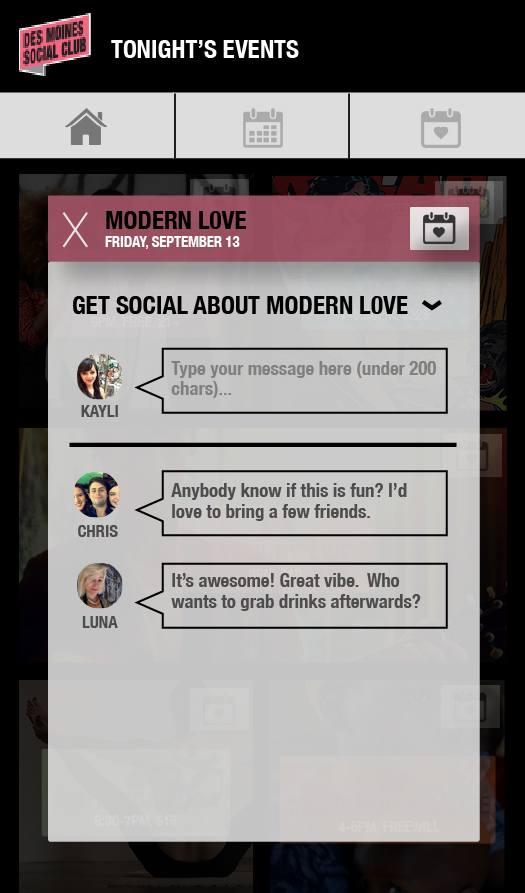 DES MOINES
SOCIAL CLUB
TONIGHT'S EVENTS
MODERN LOVE
FRIDAY, SEPTEMBER 13
GET SOCIAL ABOUT MODERN LOVE
Type your message here (under 200
chars)...
KAYLI
Anybody know if this is fun? I'd
love to bring a few friends.
CHRIS
It's awesome! Great vibe.  Who
wants to grab drinks afterwards?
LUNA
6:30-7PM, $15
4-6PM, FREEWILL